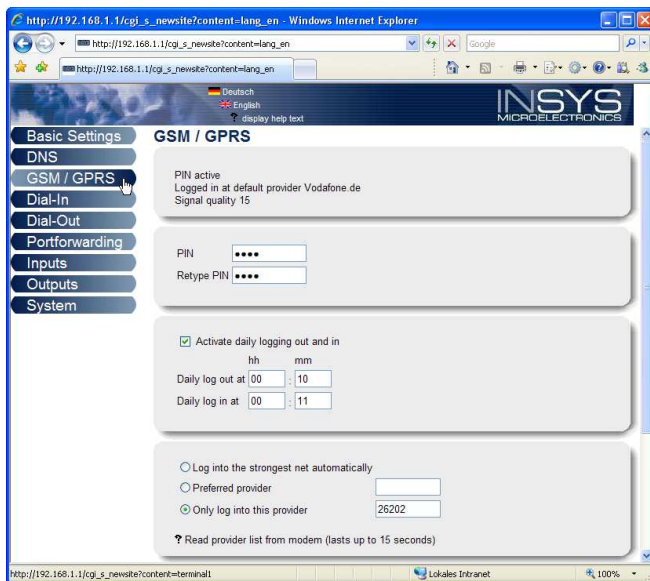 http://192.168.1.1/cgi_s_newsite?content=lang_en - Windows Internet Explorer
http://192.168.1.1/cgi_s_newsite?content=lang_en
Google
http://192.168.1.1/cgi_s_newsite?content=lang_en
Deutsch
English
? display help text
INSYS
MICROELECTRONICS
Basic Settings
DNS
GSM / GPRS
Dial-In
Dial-Out
Portforwarding
Inputs
Outputs
System
GSM / GPRS
PIN active
Logged in at default provider Vodafone.de
Signal quality 15
PIN ••••
Retype PIN ••••
Activate daily logging out and in
hh mm
Daily log out at 00 : 10
Daily log in at 00 : 11
Log into the strongest net automatically
Preferred provider
Only log into this provider 26202
? Read provider list from modem (lasts up to 15 seconds)
http://192.168.1.1/cgi_s_newsite?content=terminal1
Lokales Intranet
100%